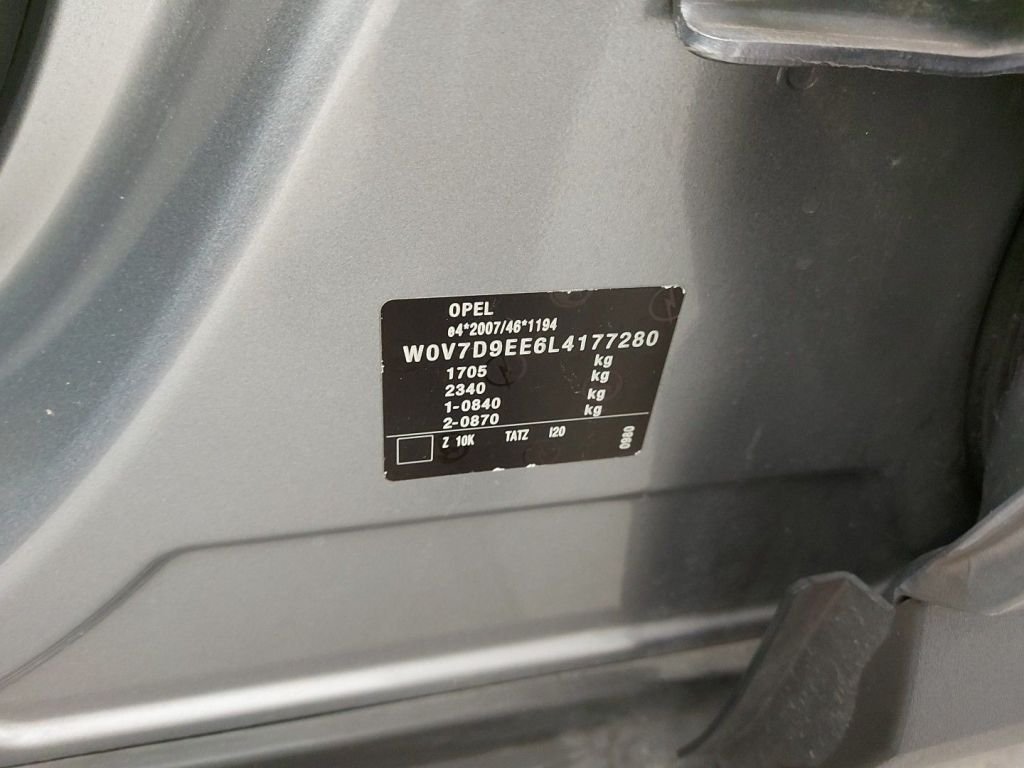 OPEL
e4*2007/46*1194
W0V7D9EE6L4177280
1705 kg
2340 kg
1-0840 kg
2-0870 kg
Z 10K TATZ I20
0980